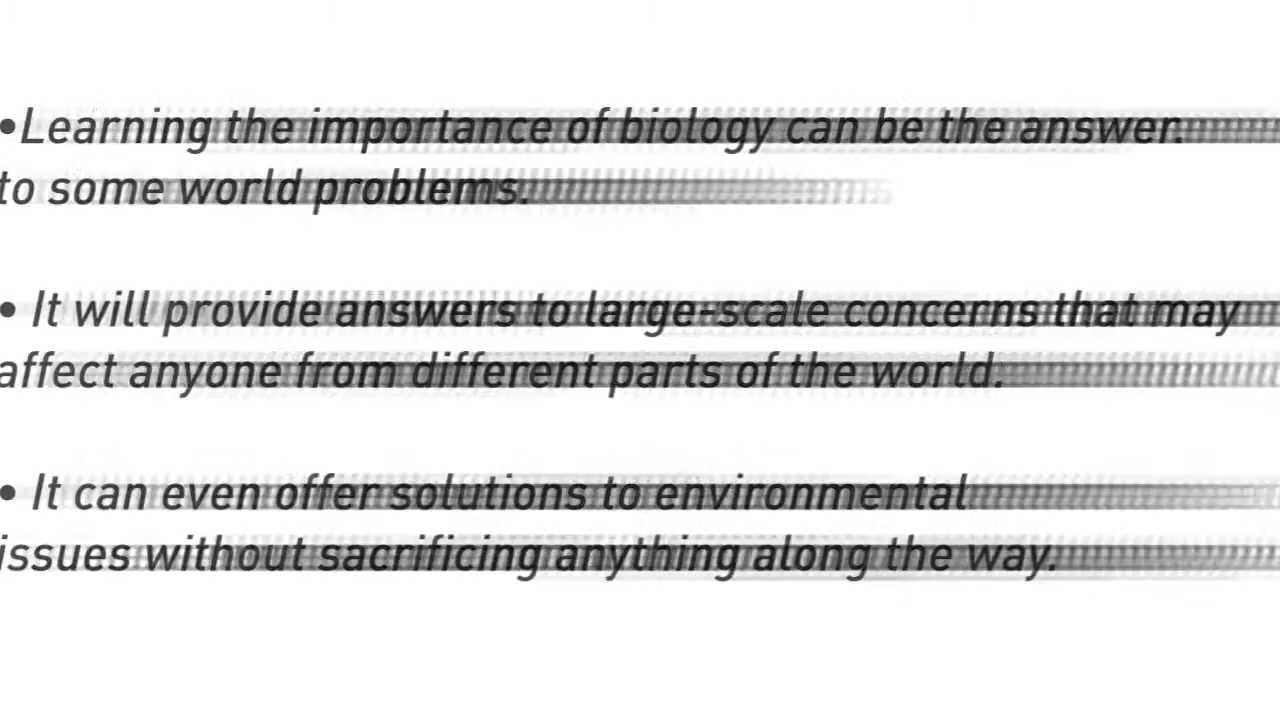 •Learning the importance of biology can be the answer.
to some world problems.
• It will provide answers to large-scale concerns that may
affect anyone from different parts of the world.
• It can even offer solutions to environmental
issues without sacrificing anything along the way.